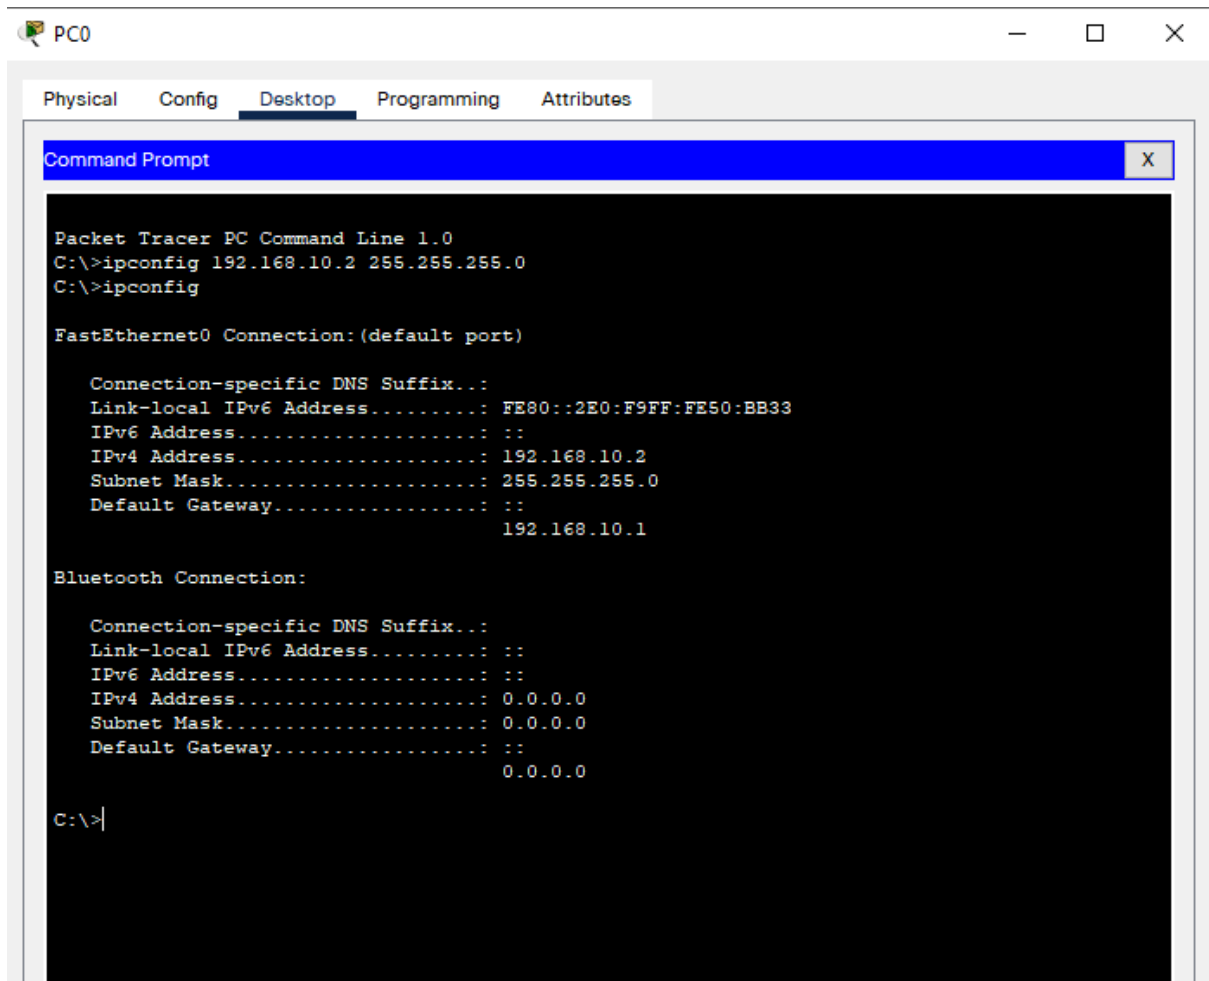 PC0
Physical Config Desktop Programming Attributes
Command Prompt
X
Packet Tracer PC Command Line 1.0
C:\>ipconfig 192.168.10.2 255.255.255.0
C:\>ipconfig
FastEthernet0 Connection:(default port)
Connection-specific DNS Suffix..:
Link-local IPv6 Address.........: FE80::2E0:F9FF:FE50:BB33
IPv6 Address....................: ::
IPv4 Address....................: 192.168.10.2
Subnet Mask.....................: 255.255.255.0
Default Gateway.................: ::
192.168.10.1
Bluetooth Connection:
Connection-specific DNS Suffix..:
Link-local IPv6 Address.........: ::
IPv6 Address....................: ::
IPv4 Address....................: 0.0.0.0
Subnet Mask.....................: 0.0.0.0
Default Gateway.................: ::
0.0.0.0
C:\>